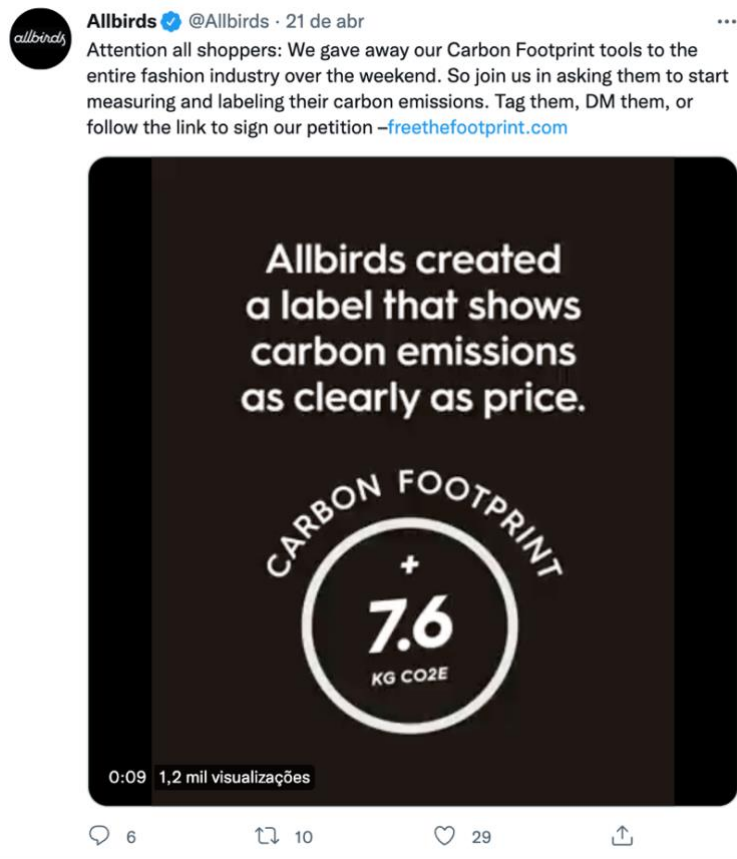 allbirds
Allbirds @Allbirds · 21 de abr
Attention all shoppers: We gave away our Carbon Footprint tools to the
entire fashion industry over the weekend. So join us in asking them to start
measuring and labeling their carbon emissions. Tag them, DM them, or
follow the link to sign our petition –freethefootprint.com
Allbirds created
a label that shows
carbon emissions
as clearly as price.
CARBON FOOTPRINT
+
7.6
KG CO2E
0:09 1,2 mil visualizações
6 10 29